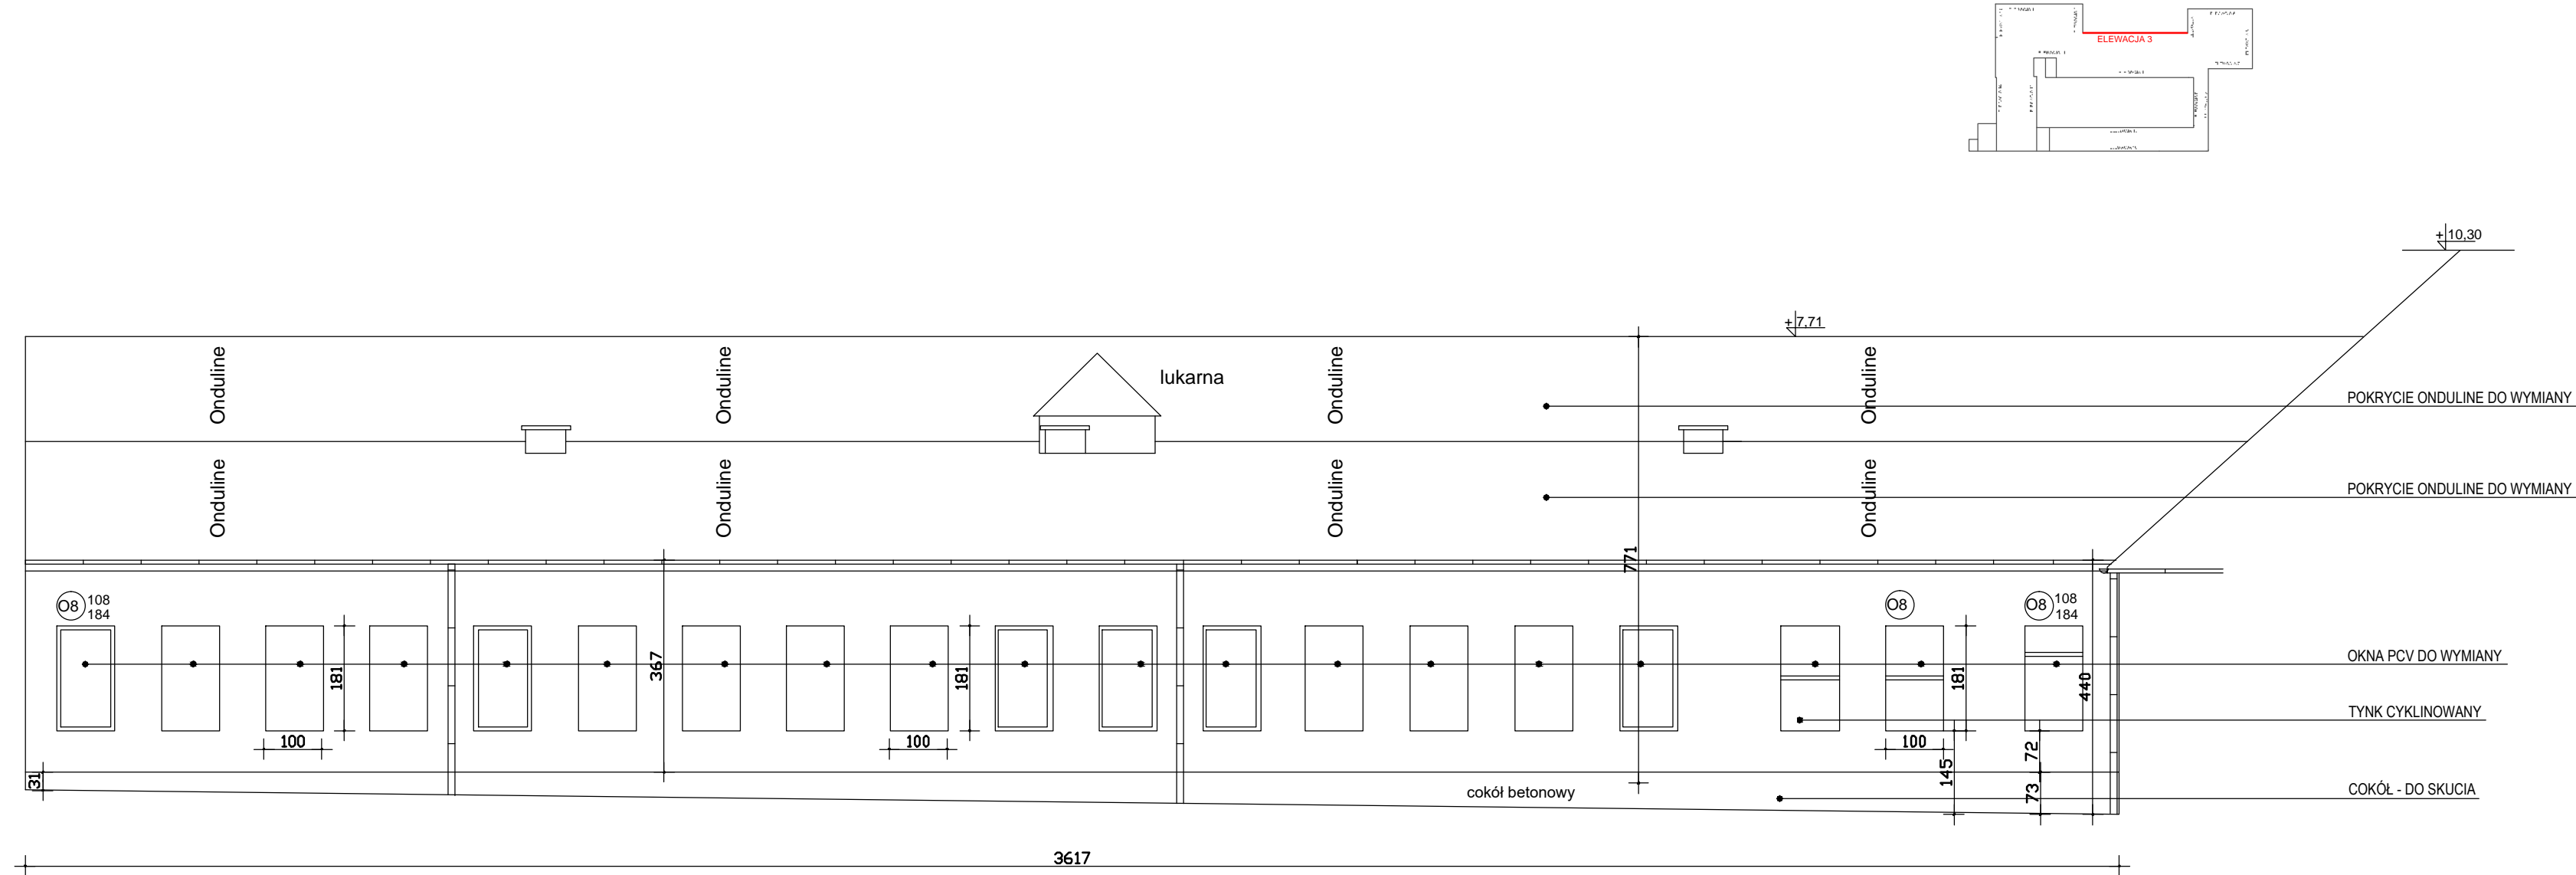 ELEWACJA 3
+10,30
+7,71
Onduline
Onduline
lukarna
Onduline
Onduline
POKRYCIE ONDULINE DO WYMIANY
Onduline
Onduline
Onduline
Onduline
POKRYCIE ONDULINE DO WYMIANY
771
O8 108
184
O8
O8 108
184
181
367
181
181
440
OKNA PCV DO WYMIANY
TYNK CYKLINOWANY
100
100
100
72
145
31
73
cokół betonowy
COKÓŁ - DO SKUCIA
3617